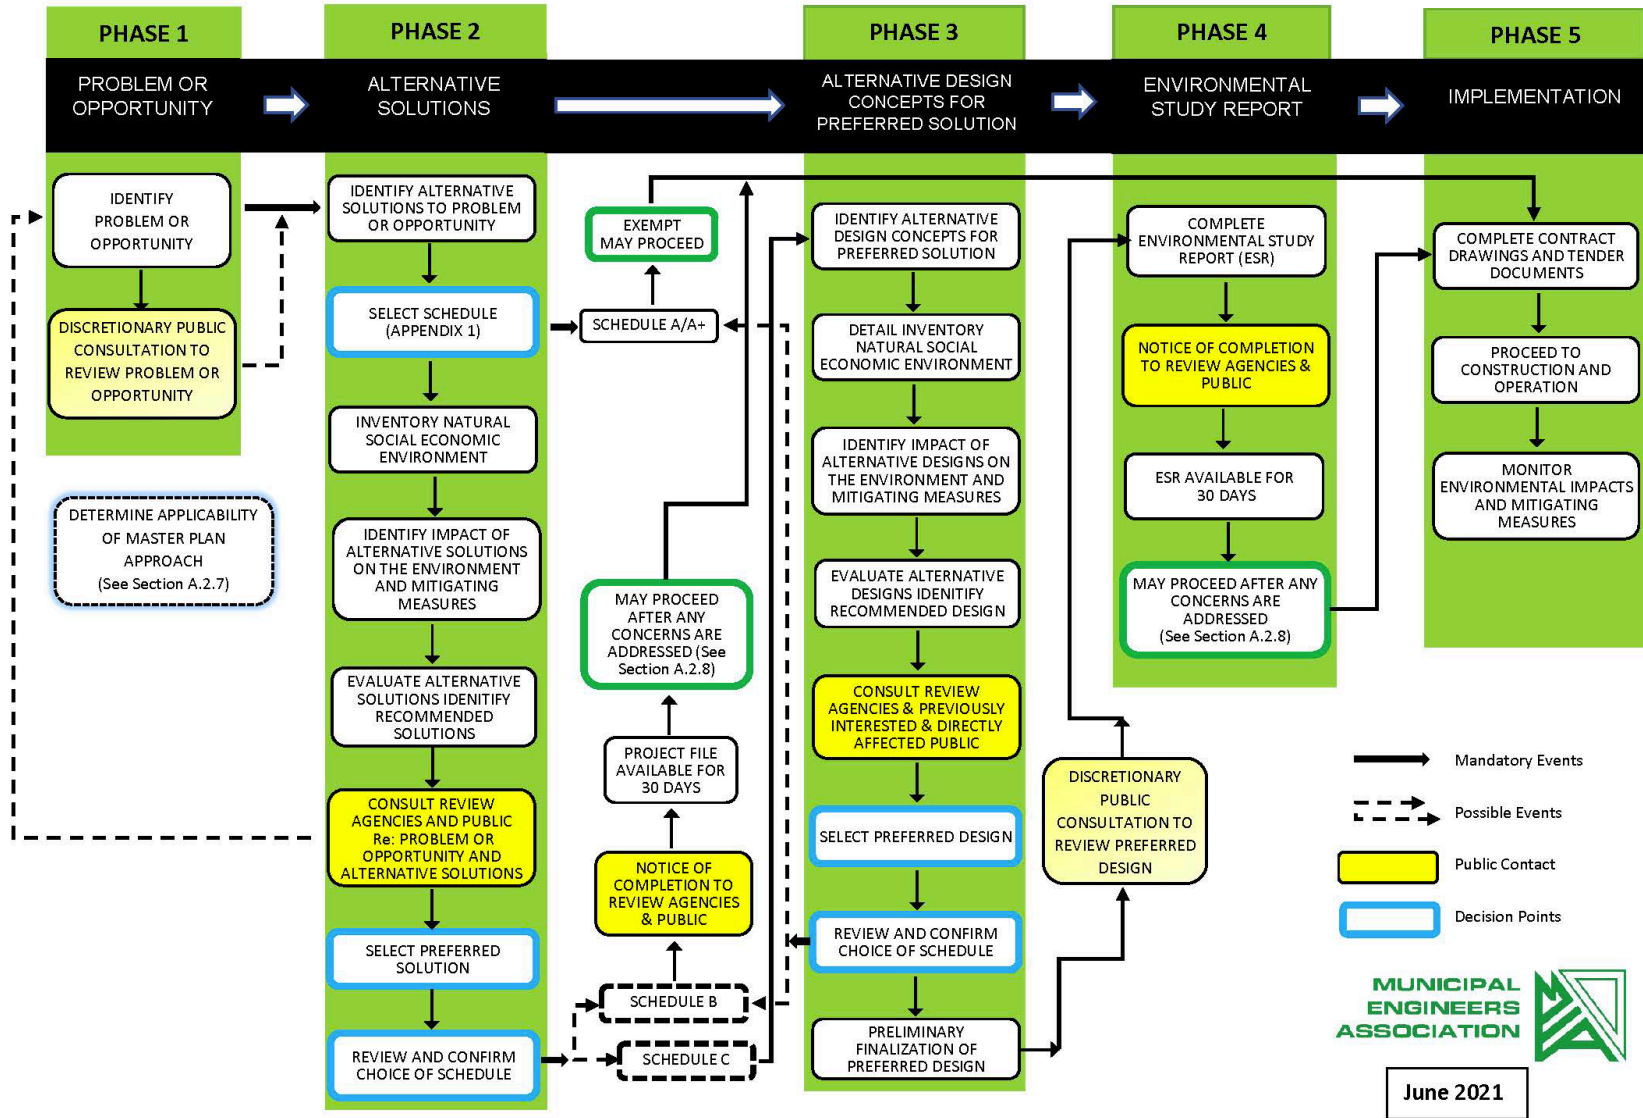 PHASE 1
PHASE 2
PHASE 3
PHASE 4
PHASE 5
PROBLEM OR
OPPORTUNITY
ALTERNATIVE
SOLUTIONS
ALTERNATIVE DESIGN
CONCEPTS FOR
PREFERRED SOLUTION
ENVIRONMENTAL
STUDY REPORT
IMPLEMENTATION
IDENTIFY
PROBLEM OR
OPPORTUNITY
DISCRETIONARY PUBLIC
CONSULTATION TO
REVIEW PROBLEM OR
OPPORTUNITY
DETERMINE APPLICABILITY
OF MASTER PLAN
APPROACH
(See Section A.2.7)
IDENTIFY ALTERNATIVE
SOLUTIONS TO PROBLEM
OR OPPORTUNITY
SELECT SCHEDULE
(APPENDIX 1)
INVENTORY NATURAL
SOCIAL ECONOMIC
ENVIRONMENT
IDENTIFY IMPACT OF
ALTERNATIVE SOLUTIONS
ON THE ENVIRONMENT
AND MITIGATING
MEASURES
EVALUATE ALTERNATIVE
SOLUTIONS IDENTIFY
RECOMMENDED
SOLUTIONS
CONSULT REVIEW
AGENCIES AND PUBLIC
Re: PROBLEM OR
OPPORTUNITY AND
ALTERNATIVE SOLUTIONS
SELECT PREFERRED
SOLUTION
REVIEW AND CONFIRM
CHOICE OF SCHEDULE
EXEMPT
MAY PROCEED
SCHEDULE A/A+
MAY PROCEED
AFTER ANY
CONCERNS ARE
ADDRESSED (See
Section A.2.8)
PROJECT FILE
AVAILABLE FOR
30 DAYS
NOTICE OF
COMPLETION TO
REVIEW AGENCIES
& PUBLIC
SCHEDULE B
SCHEDULE C
IDENTIFY ALTERNATIVE
DESIGN CONCEPTS FOR
PREFERRED SOLUTION
DETAIL INVENTORY
NATURAL SOCIAL
ECONOMIC ENVIRONMENT
IDENTIFY IMPACT OF
ALTERNATIVE DESIGNS ON
THE ENVIRONMENT AND
MITIGATING MEASURES
EVALUATE ALTERNATIVE
DESIGNS IDEINTIFY
RECOMMENDED DESIGN
CONSULT REVIEW
AGENCIES & PREVIOUSLY
INTERESTED & DIRECTLY
AFFECTED PUBLIC
SELECT PREFERRED DESIGN
REVIEW AND CONFIRM
CHOICE OF SCHEDULE
PRELIMINARY
FINALIZATION OF
PREFERRED DESIGN
DISCRETIONARY
PUBLIC
CONSULTATION TO
REVIEW PREFERRED
DESIGN
COMPLETE
ENVIRONMENTAL STUDY
REPORT (ESR)
NOTICE OF COMPLETION
TO REVIEW AGENCIES &
PUBLIC
ESR AVAILABLE FOR
30 DAYS
MAY PROCEED AFTER ANY
CONCERNS ARE
ADDRESSED
(See Section A.2.8)
COMPLETE CONTRACT
DRAWINGS AND TENDER
DOCUMENTS
PROCEED TO
CONSTRUCTION AND
OPERATION
MONITOR
ENVIRONMENTAL IMPACTS
AND MITIGATING
MEASURES
Mandatory Events
Possible Events
Public Contact
Decision Points
MUNICIPAL
ENGINEERS
ASSOCIATION
June 2021